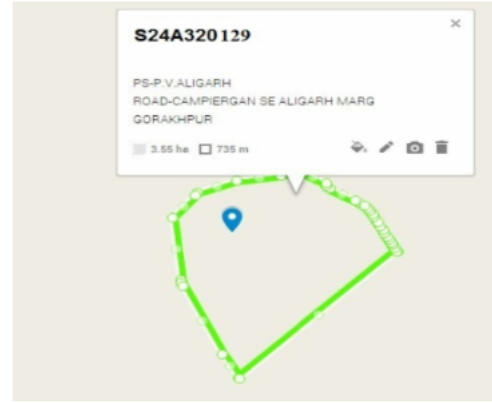 S24A320129
PS-P.V.ALIGARH
ROAD-CAMPIERGAN SE ALIGARH MARG
GORAKHPUR
3.55 ha 735 m